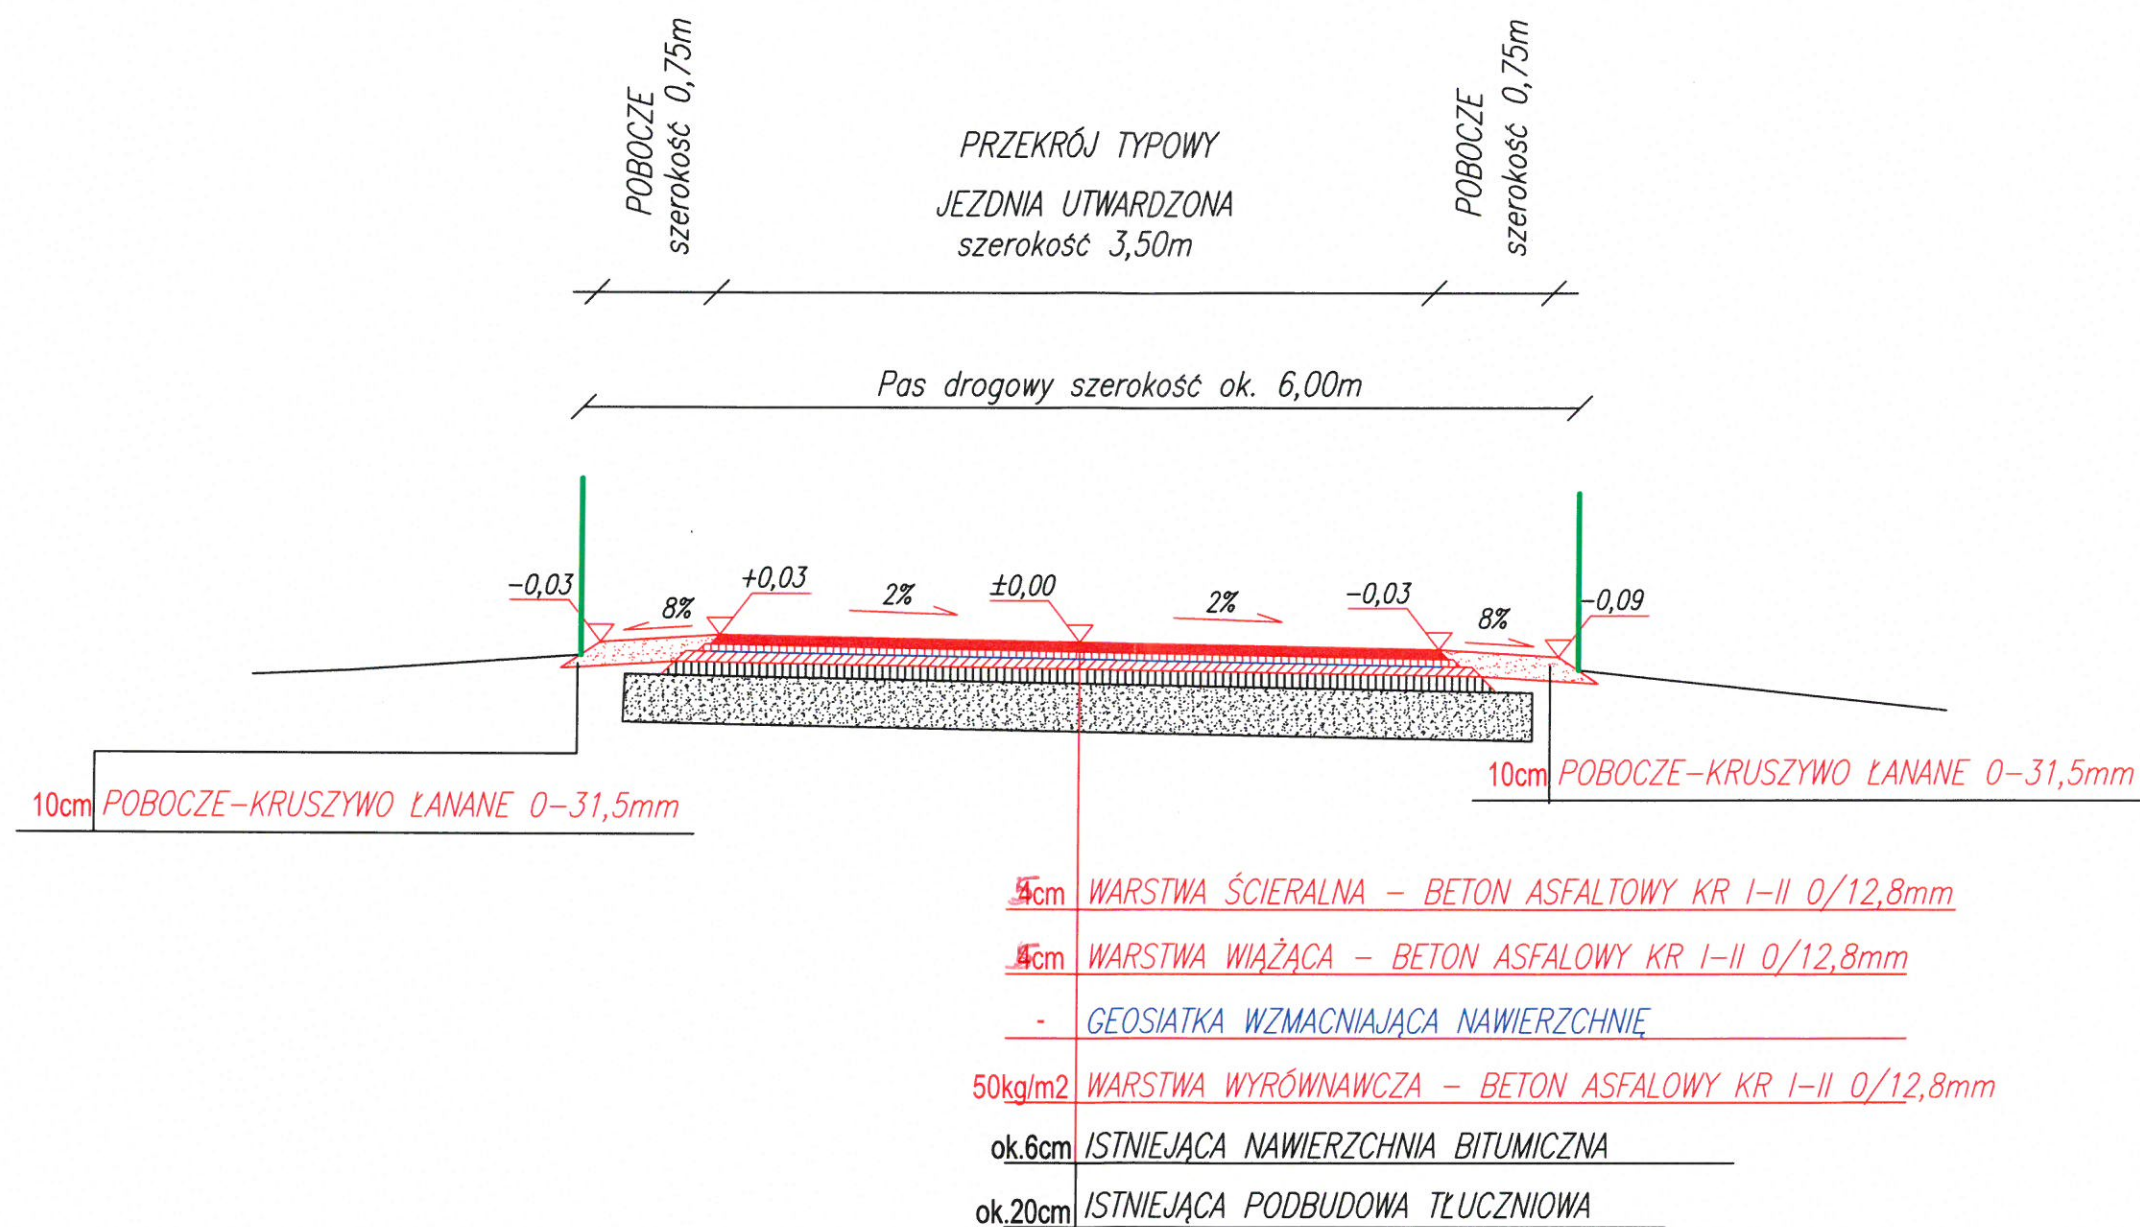 POBOCZE
szerokość 0,75m
PRZEKRÓJ TYPOWY
JEZDNIA UTWARDZONA
szerokość 3,50m
POBOCZE
szerokość 0,75m
Pas drogowy szerokość ok. 6,00m
-0,03
8%
+0,03
2%
±0,00
2%
-0,03
8%
-0,09
10cm POBOCZE-KRUSZYWO ŁANANE 0-31,5mm
10cm POBOCZE-KRUSZYWO ŁANANE 0-31,5mm
cm WARSTWA ŚCIERALNA - BETON ASFALTOWY KR I-II 0/12,8mm
cm WARSTWA WIĄŻĄCA - BETON ASFALOWY KR I-II 0/12,8mm
- GEOSIATKA WZMACNIAJĄCA NAWIERZCHNIĘ
50kg/m2 WARSTWA WYRÓWNAWCZA - BETON ASFALOWY KR I-II 0/12,8mm
ok.6cm ISTNIEJĄCA NAWIERZCHNIA BITUMICZNA
ok.20cm ISTNIEJĄCA PODBUDOWA TŁUCZNIOWA